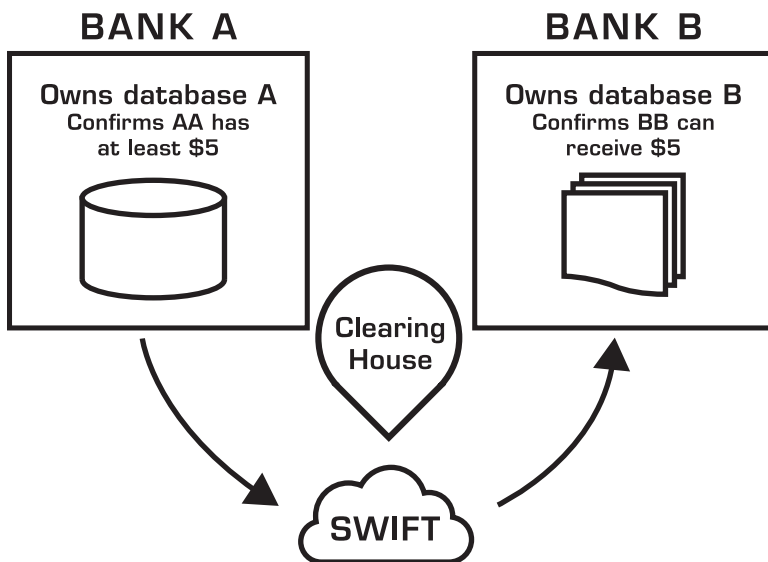 BANK A
Owns database A
Confirms AA has
at least $5
BANK B
Owns database B
Confirms BB can
receive $5
Clearing
House
SWIFT